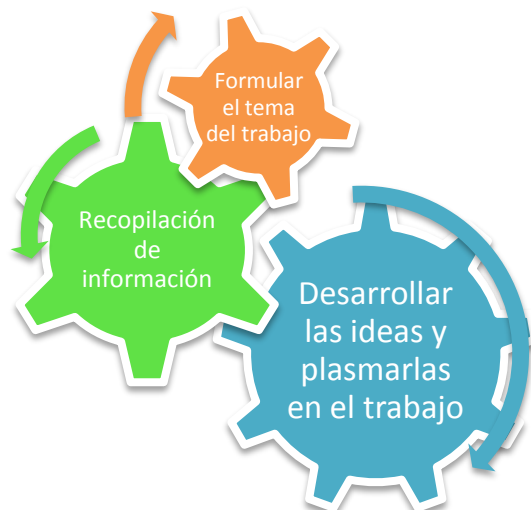 Formular
el tema
del trabajo
Recopilación
de
información
Desarrollar
las ideas y
plasmarlas
en el trabajo